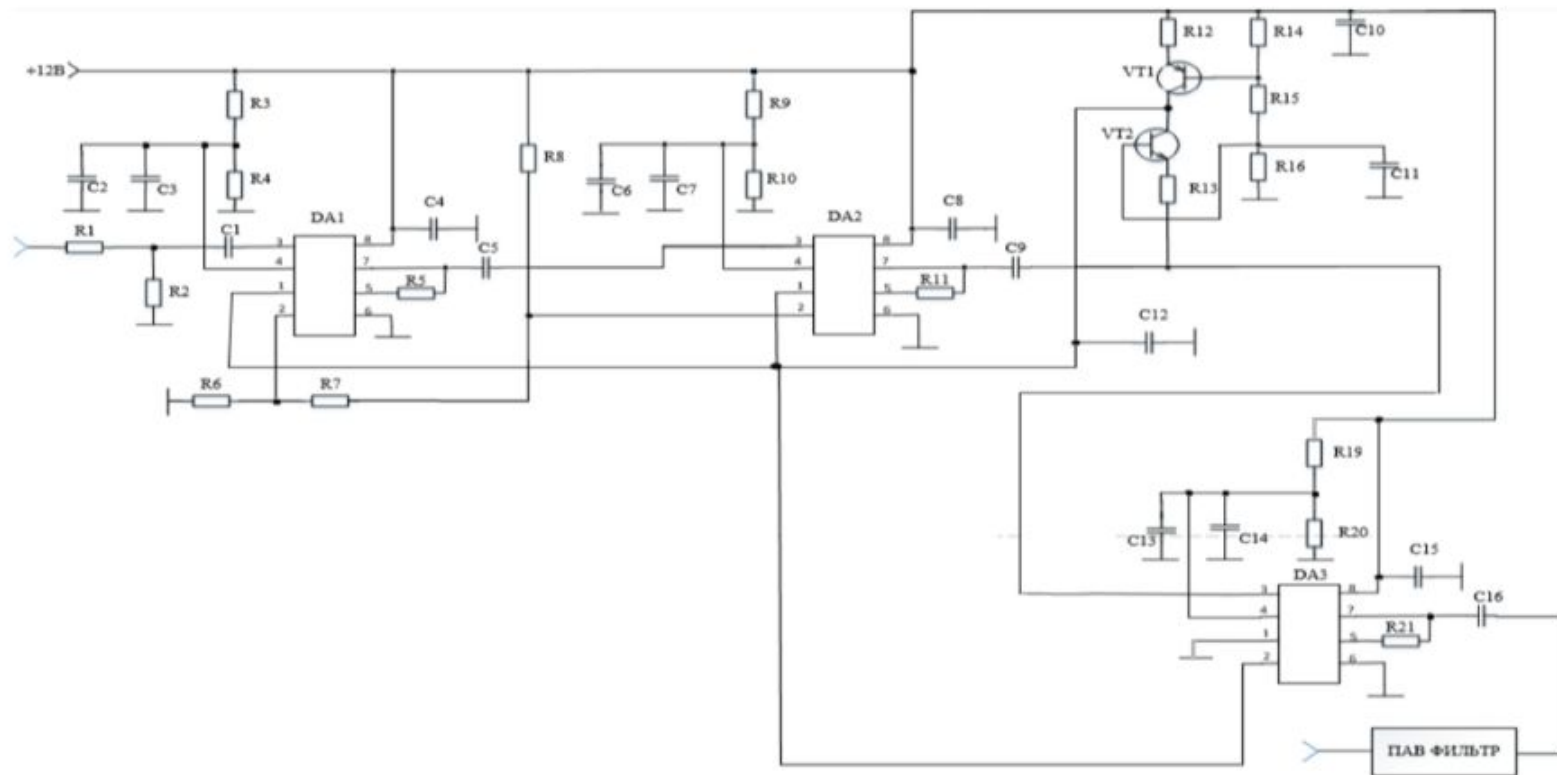 R12
R14
C10
+12В
VT1
R3
R9
R15
VT2
R8
C2
C3
R4
C6
C7
R10
R13
R16
C11
DA1
C4
DA2
C8
R1
C1
3
8
C5
3
8
C9
4
7
4
7
R2
1
5
R5
1
5
R11
2
6
2
6
C12
R6
R7
R19
C13
C14
R20
DA3
C15
3
8
C16
4
7
1
5
R21
2
6
ПАВ ФИЛЬТР